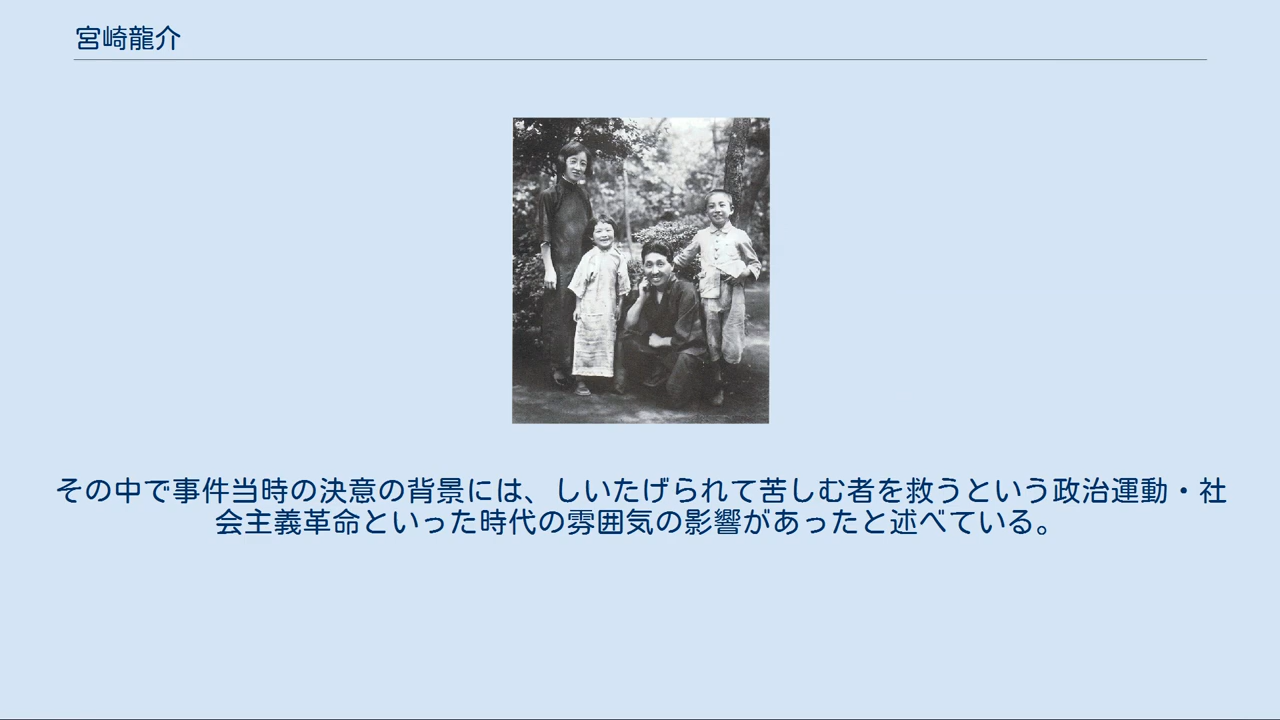 宮崎龍介
その中で事件当時の決意の背景には、しいたげられて苦しむ者を救うという政治運動・社
会主義革命といった時代の雰囲気の影響があったと述べている。